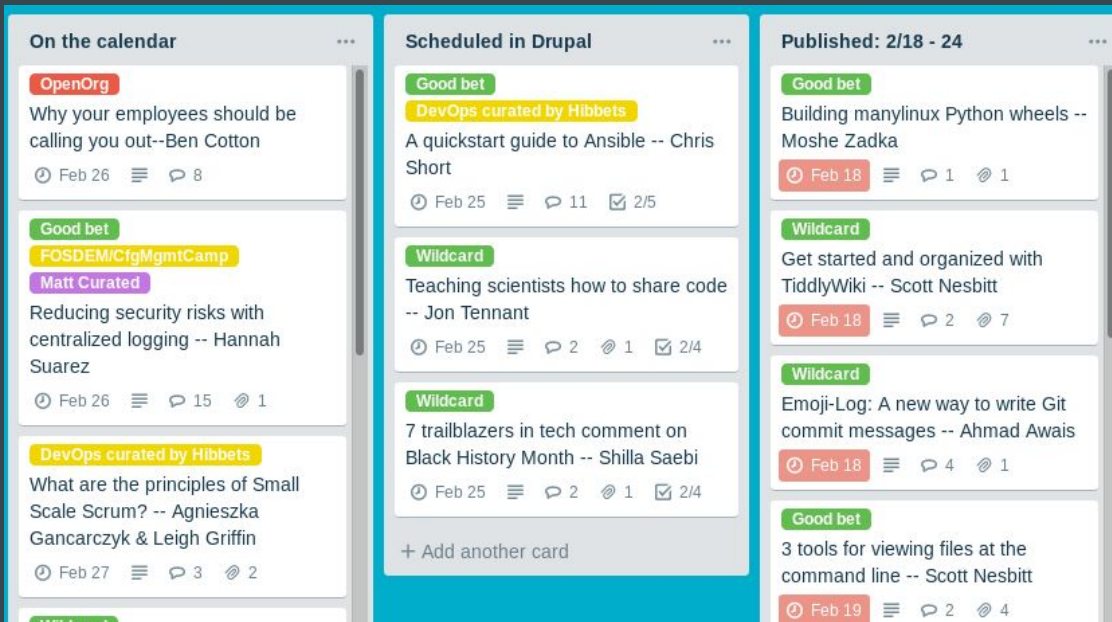 On the calendar
OpenOrg
Why your employees should be
calling you out--Ben Cotton
Feb 26 8
Good bet
FOSDEM/CfgMgmtCamp
Matt Curated
Reducing security risks with
centralized logging -- Hannah
Suarez
Feb 26 15 1
DevOps curated by Hibbets
What are the principles of Small
Scale Scrum? -- Agnieszka
Gancarczyk & Leigh Griffin
Feb 27 3 2
Scheduled in Drupal
Good bet
DevOps curated by Hibbets
A quickstart guide to Ansible -- Chris
Short
Feb 25 11 2/5
Wildcard
Teaching scientists how to share code
-- Jon Tennant
Feb 25 2 1 2/4
Wildcard
7 trailblazers in tech comment on
Black History Month -- Shilla Saebi
Feb 25 2 1 2/4
+ Add another card
Published: 2/18 - 24
Good bet
Building manylinux Python wheels --
Moshe Zadka
Feb 18 1 1
Wildcard
Get started and organized with
TiddlyWiki -- Scott Nesbitt
Feb 18 2 7
Wildcard
Emoji-Log: A new way to write Git
commit messages -- Ahmad Awais
Feb 18 4 1
Good bet
3 tools for viewing files at the
command line -- Scott Nesbitt
Feb 19 2 4